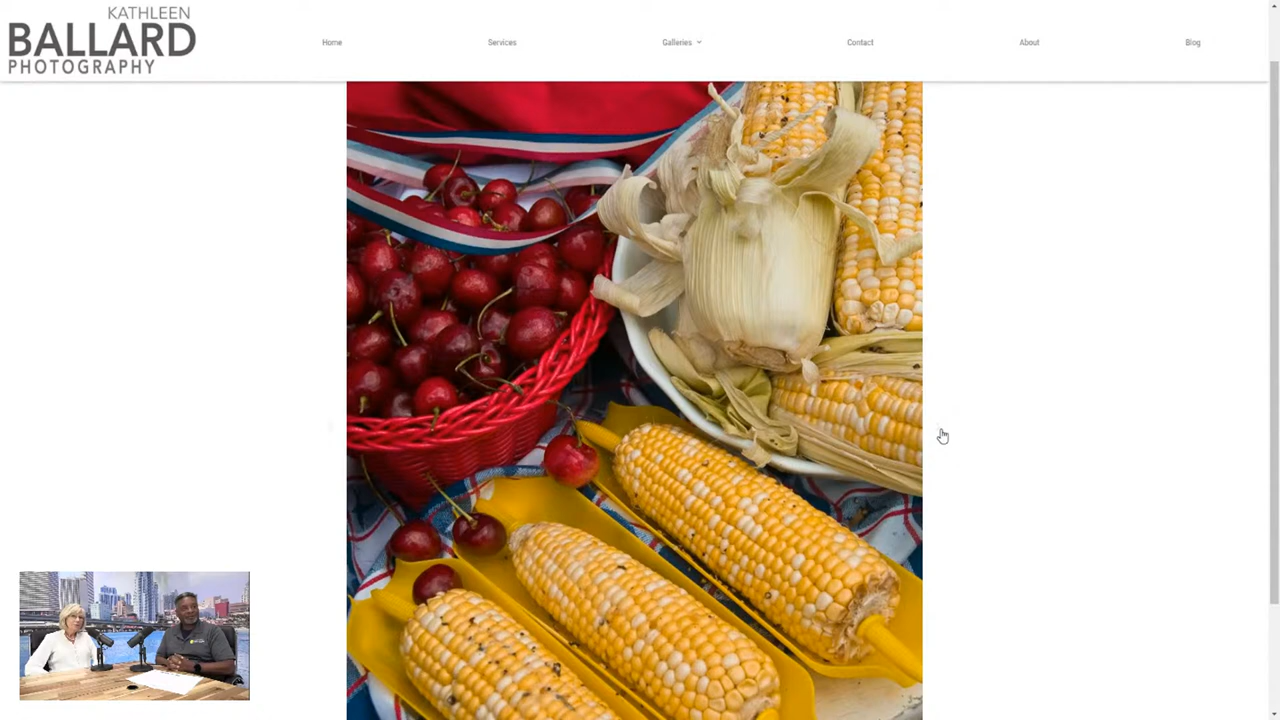 KATHLEEN
BALLARD
PHOTOGRAPHY
Home
Services
Galleries
Contact
About
Blog